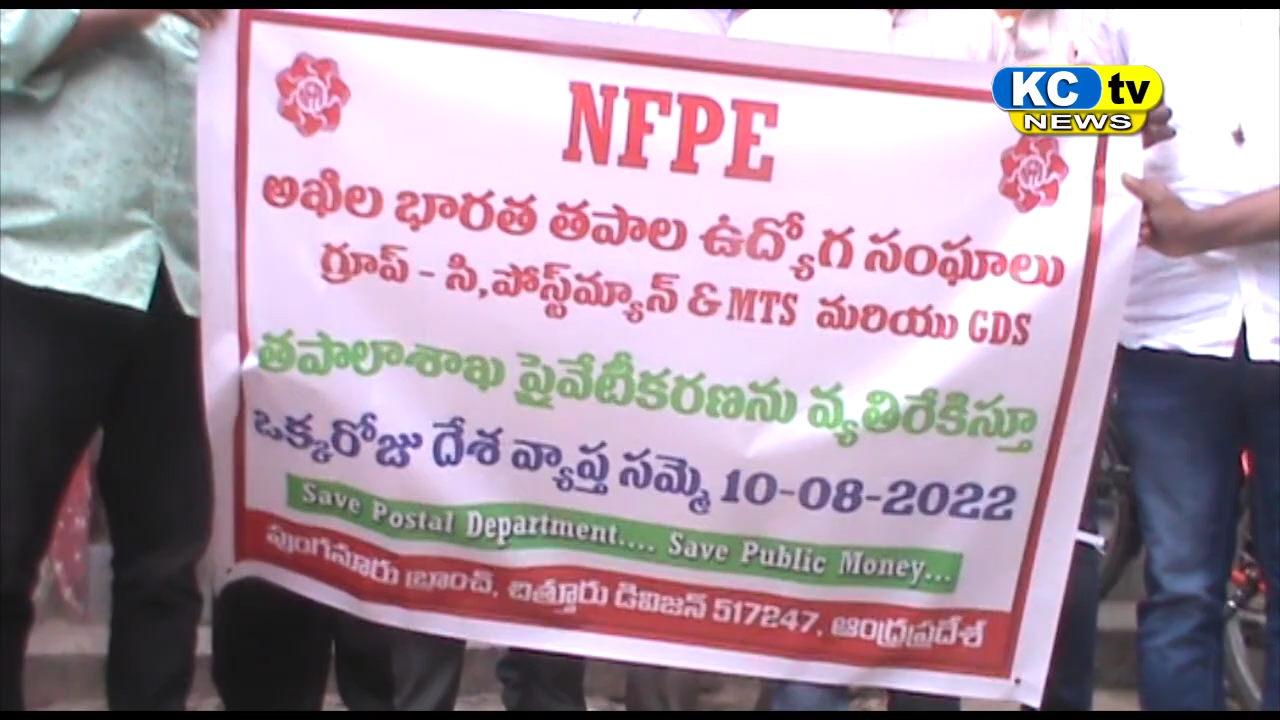 KC tv
NEWS
NFPE
అఖిల భారత తపాల ఉద్యోగ సంఘాలు
గ్రూప్ - సి, పోస్ట్‌మ్యాన్ & MTS మరియు GDS
తపాలాశాఖ ప్రైవేటీకరణను వ్యతిరేకిస్తూ
ఒక్కరోజు దేశ వ్యాప్త సమ్మె 10-08-2022
Save Postal Department.... Save Public Money...
పుంగనూరు బ్రాంచ్, చిత్తూరు డివిజన్ 517247, ఆంధ్రప్రదేశ్